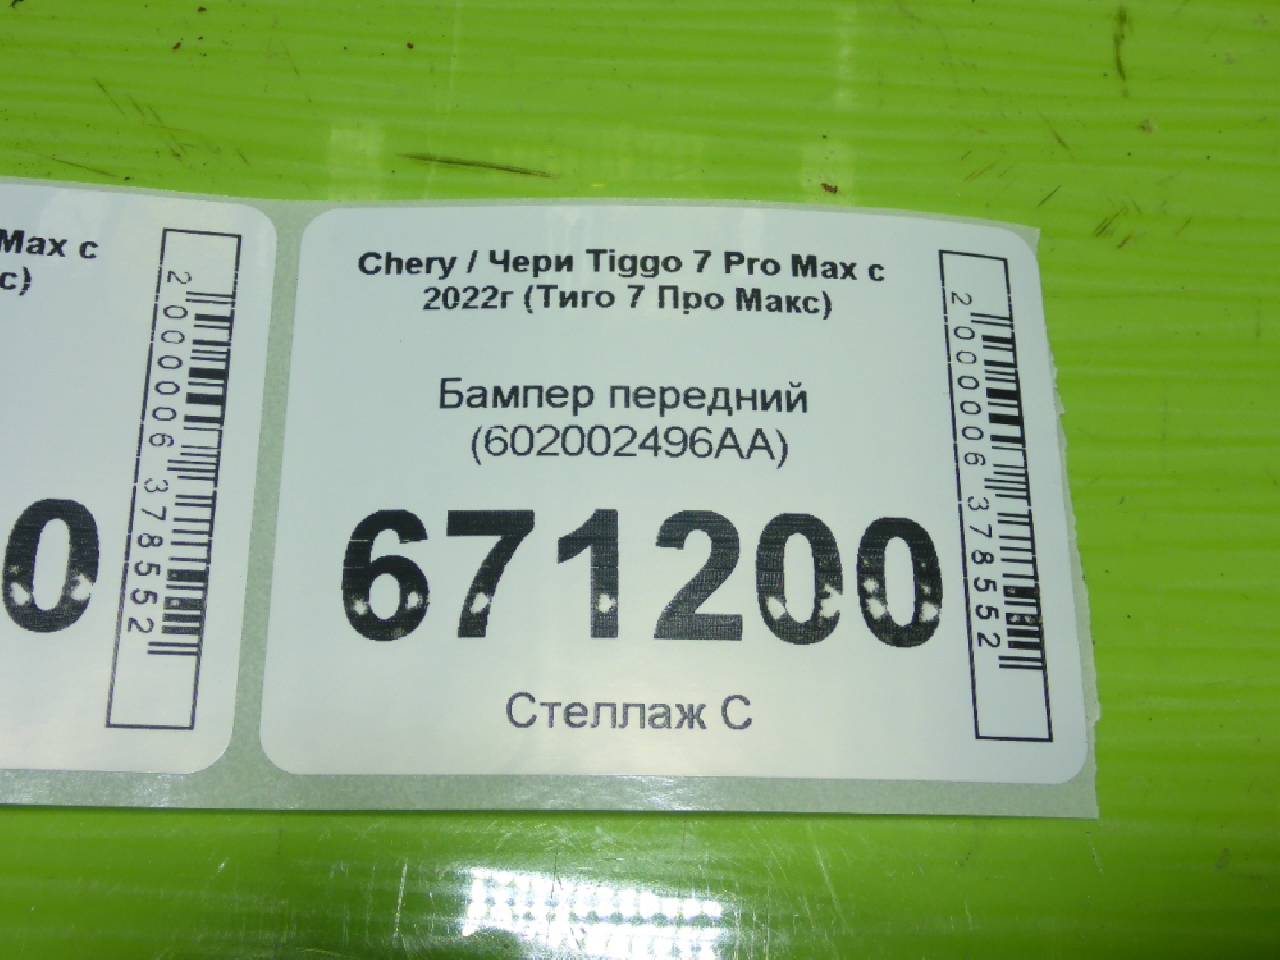 Max с
с)
0
2000006378552
Chery / Чери Tiggo 7 Pro Max с
2022г (Тиго 7 Про Макс)
Бампер передний
(602002496AA)
671200
Стеллаж С
2000006378552